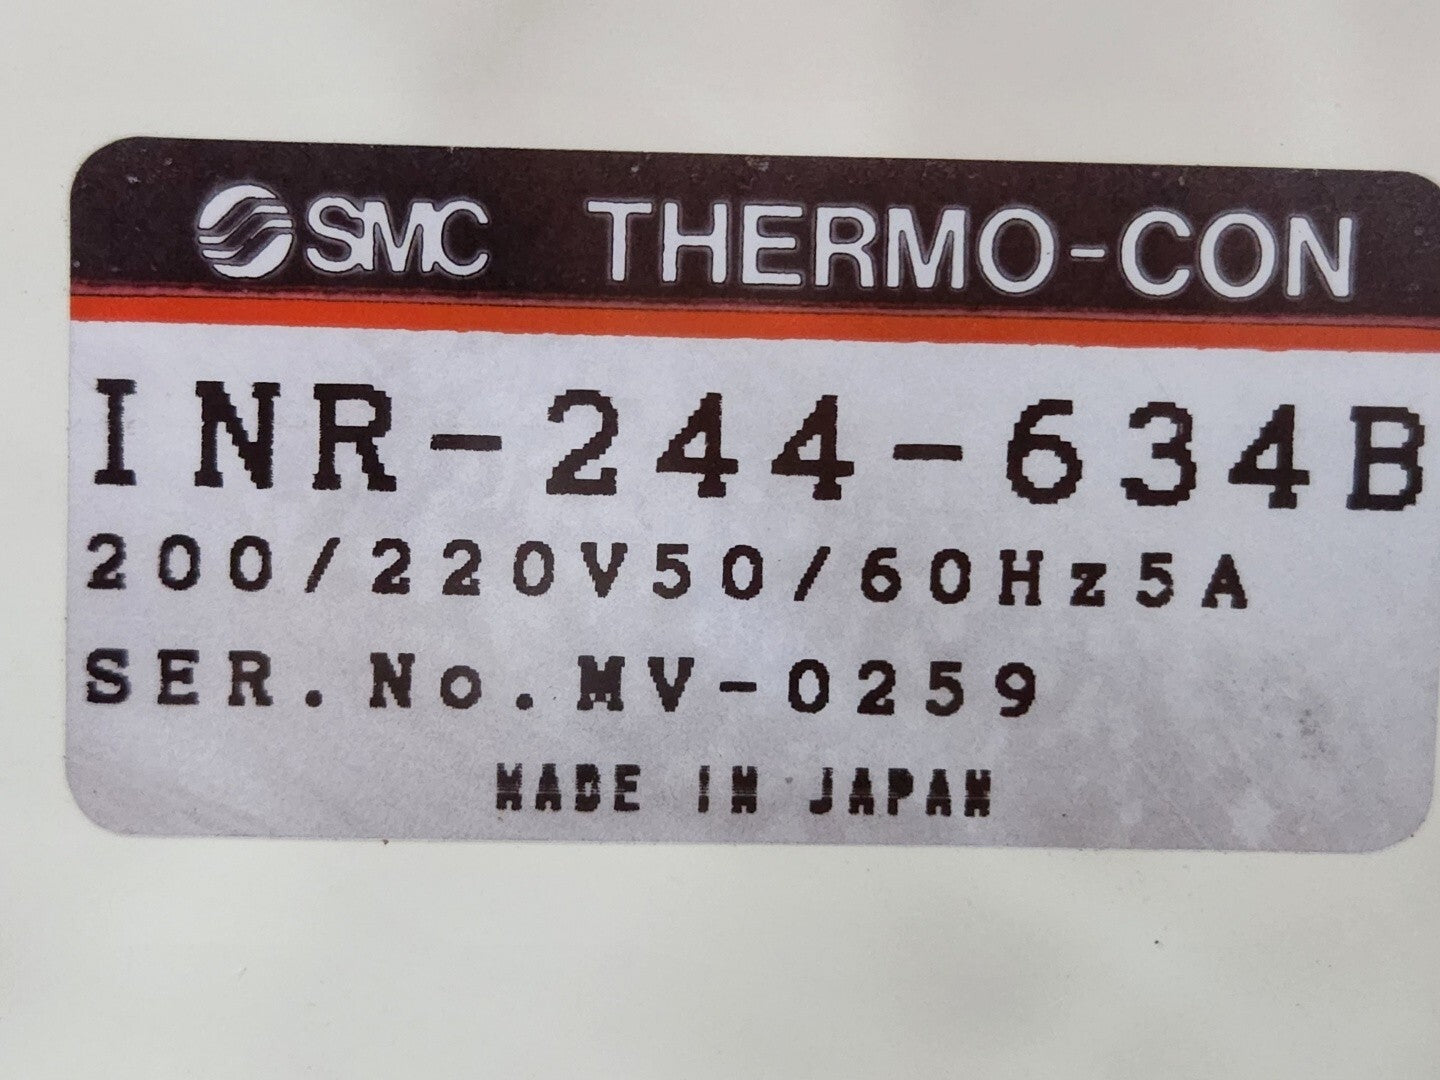 SMC THERMO-CON
INR-244-634B
200/220V50/60Hz5A
SER.No.MV-0259
MADE IN JAPAN